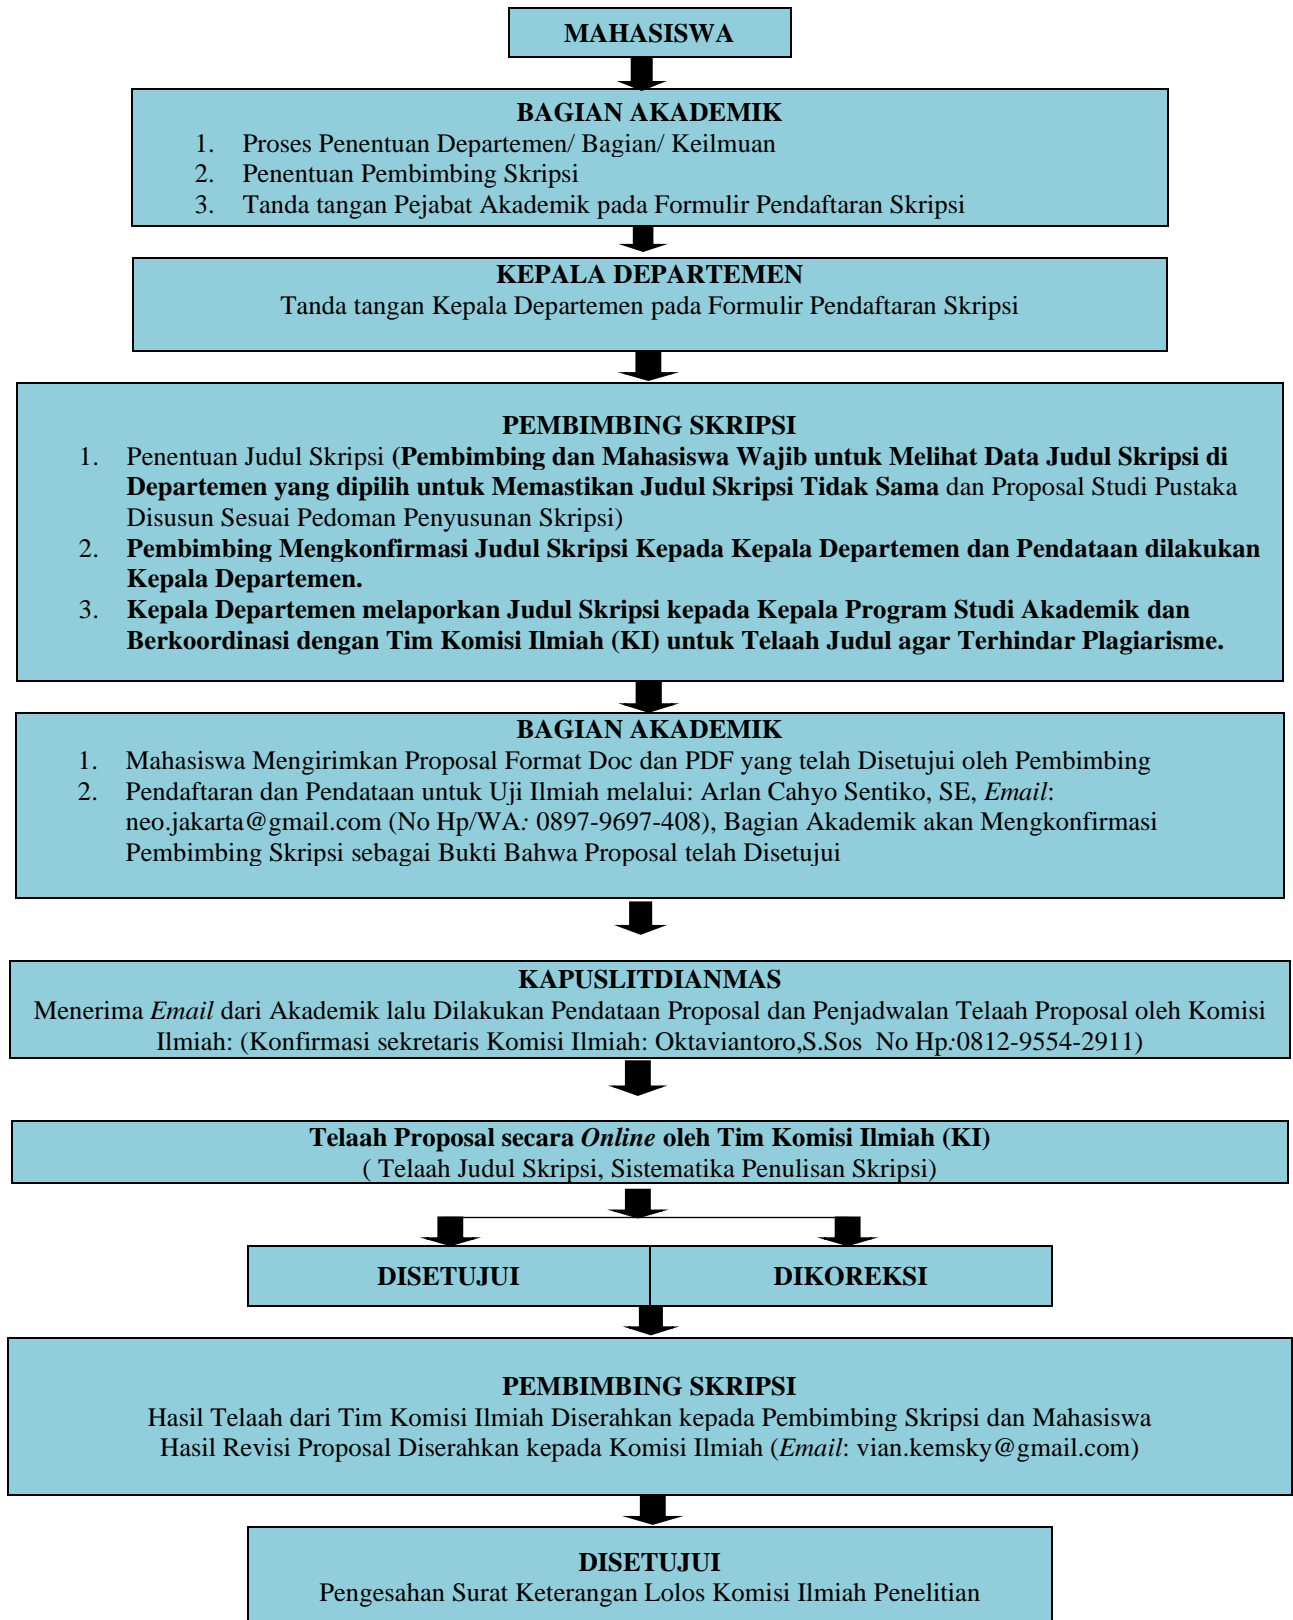 MAHASISWA
BAGIAN AKADEMIK
1. Proses Penentuan Departemen/ Bagian/ Keilmuan
2. Penentuan Pembimbing Skripsi
3. Tanda tangan Pejabat Akademik pada Formulir Pendaftaran Skripsi
KEPALA DEPARTEMEN
Tanda tangan Kepala Departemen pada Formulir Pendaftaran Skripsi
PEMBIMBING SKRIPSI
1. Penentuan Judul Skripsi (Pembimbing dan Mahasiswa Wajib untuk Melihat Data Judul Skripsi di
Departemen yang dipilih untuk Memastikan Judul Skripsi Tidak Sama dan Proposal Studi Pustaka
Disusun Sesuai Pedoman Penyusunan Skripsi)
2. Pembimbing Mengkonfirmasi Judul Skripsi Kepada Kepala Departemen dan Pendataan dilakukan
Kepala Departemen.
3. Kepala Departemen melaporkan Judul Skripsi kepada Kepala Program Studi Akademik dan
Berkoordinasi dengan Tim Komisi Ilmiah (KI) untuk Telaah Judul agar Terhindar Plagiarisme.
BAGIAN AKADEMIK
1. Mahasiswa Mengirimkan Proposal Format Doc dan PDF yang telah Disetujui oleh Pembimbing
2. Pendaftaran dan Pendataan untuk Uji Ilmiah melalui: Arlan Cahyo Sentiko, SE, Email:
neo.jakarta@gmail.com (No Hp/WA: 0897-9697-408), Bagian Akademik akan Mengkonfirmasi
Pembimbing Skripsi sebagai Bukti Bahwa Proposal telah Disetujui
KAPUSLITDIANMAS
Menerima Email dari Akademik lalu Dilakukan Pendataan Proposal dan Penjadwalan Telaah Proposal oleh Komisi
Ilmiah: (Konfirmasi sekretaris Komisi Ilmiah: Oktaviantoro,S.Sos No Hp:0812-9554-2911)
Telaah Proposal secara Online oleh Tim Komisi Ilmiah (KI)
( Telaah Judul Skripsi, Sistematika Penulisan Skripsi)
DISETUJUI
DIKOREKSI
PEMBIMBING SKRIPSI
Hasil Telaah dari Tim Komisi Ilmiah Diserahkan kepada Pembimbing Skripsi dan Mahasiswa
Hasil Revisi Proposal Diserahkan kepada Komisi Ilmiah (Email: vian.kemsky@gmail.com)
DISETUJUI
Pengesahan Surat Keterangan Lolos Komisi Ilmiah Penelitian